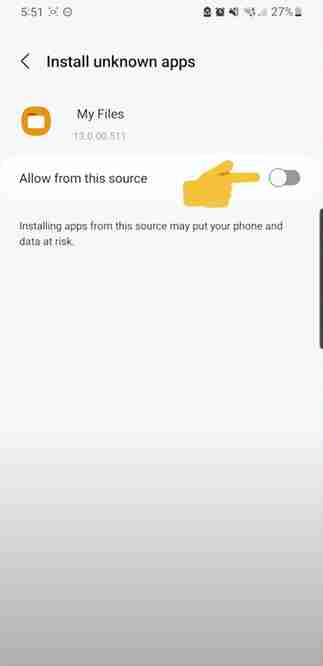 5:51 27%
Install unknown apps
My Files
13.0.00.511
Allow from this source
Installing apps from this source may put your phone and
data at risk.